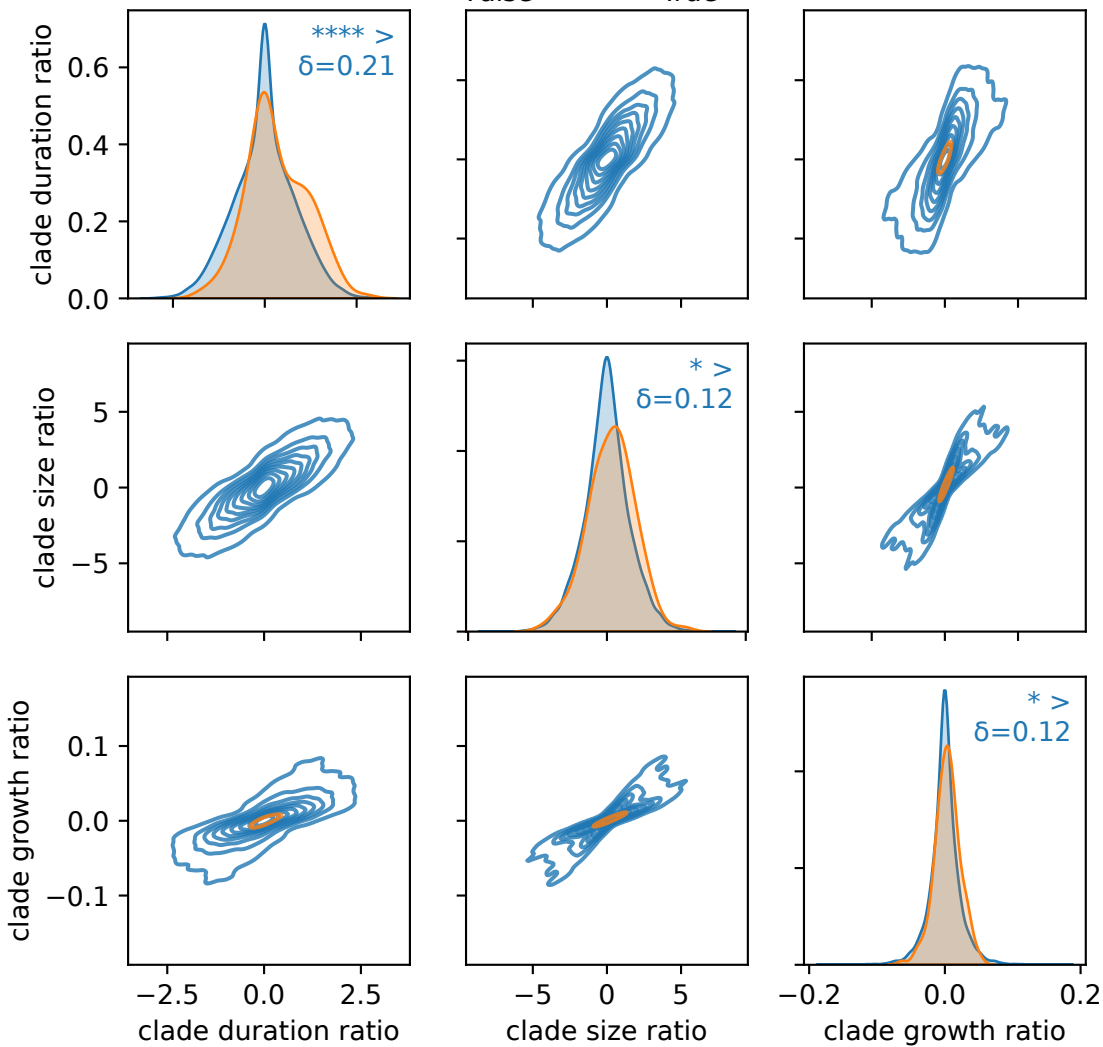 **** >
δ=0.21
clade duration ratio
0.6
0.4
0.2
0.0
* >
δ=0.12
clade size ratio
5
0
−5
* >
δ=0.12
clade growth ratio
0.1
0.0
−0.1
−2.5 0.0 2.5
−5 0 5
−0.2 0.0 0.2
clade duration ratio
clade size ratio
clade growth ratio